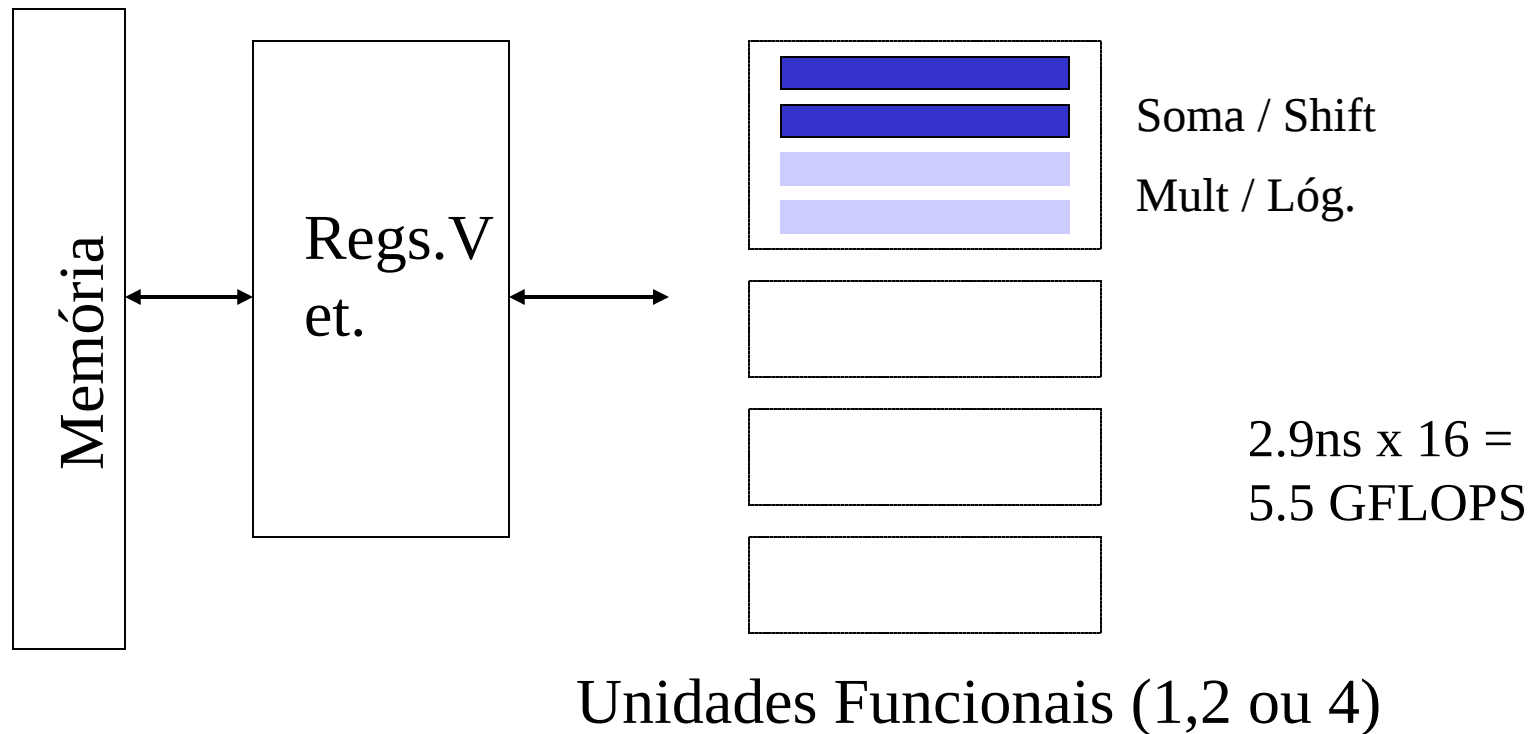 Memória
Regs.V
et.
Soma / Shift
Mult / Lóg.
2.9ns x 16 =
5.5 GFLOPS
Unidades Funcionais (1,2 ou 4)